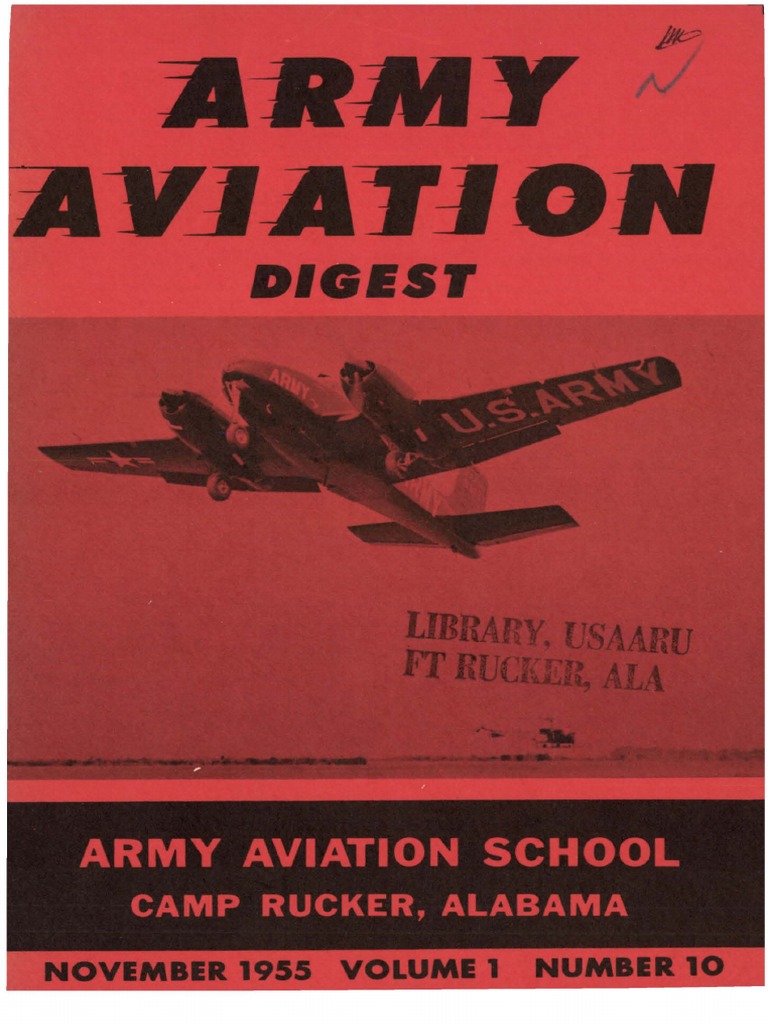 ARMY
AVIATION
DIGEST
ARMY
U.S. ARMY
LIBRARY, USAARU
FT RUCKER, ALA
ARMY AVIATION SCHOOL
CAMP RUCKER, ALABAMA
NOVEMBER 1955 VOLUME 1 NUMBER 10